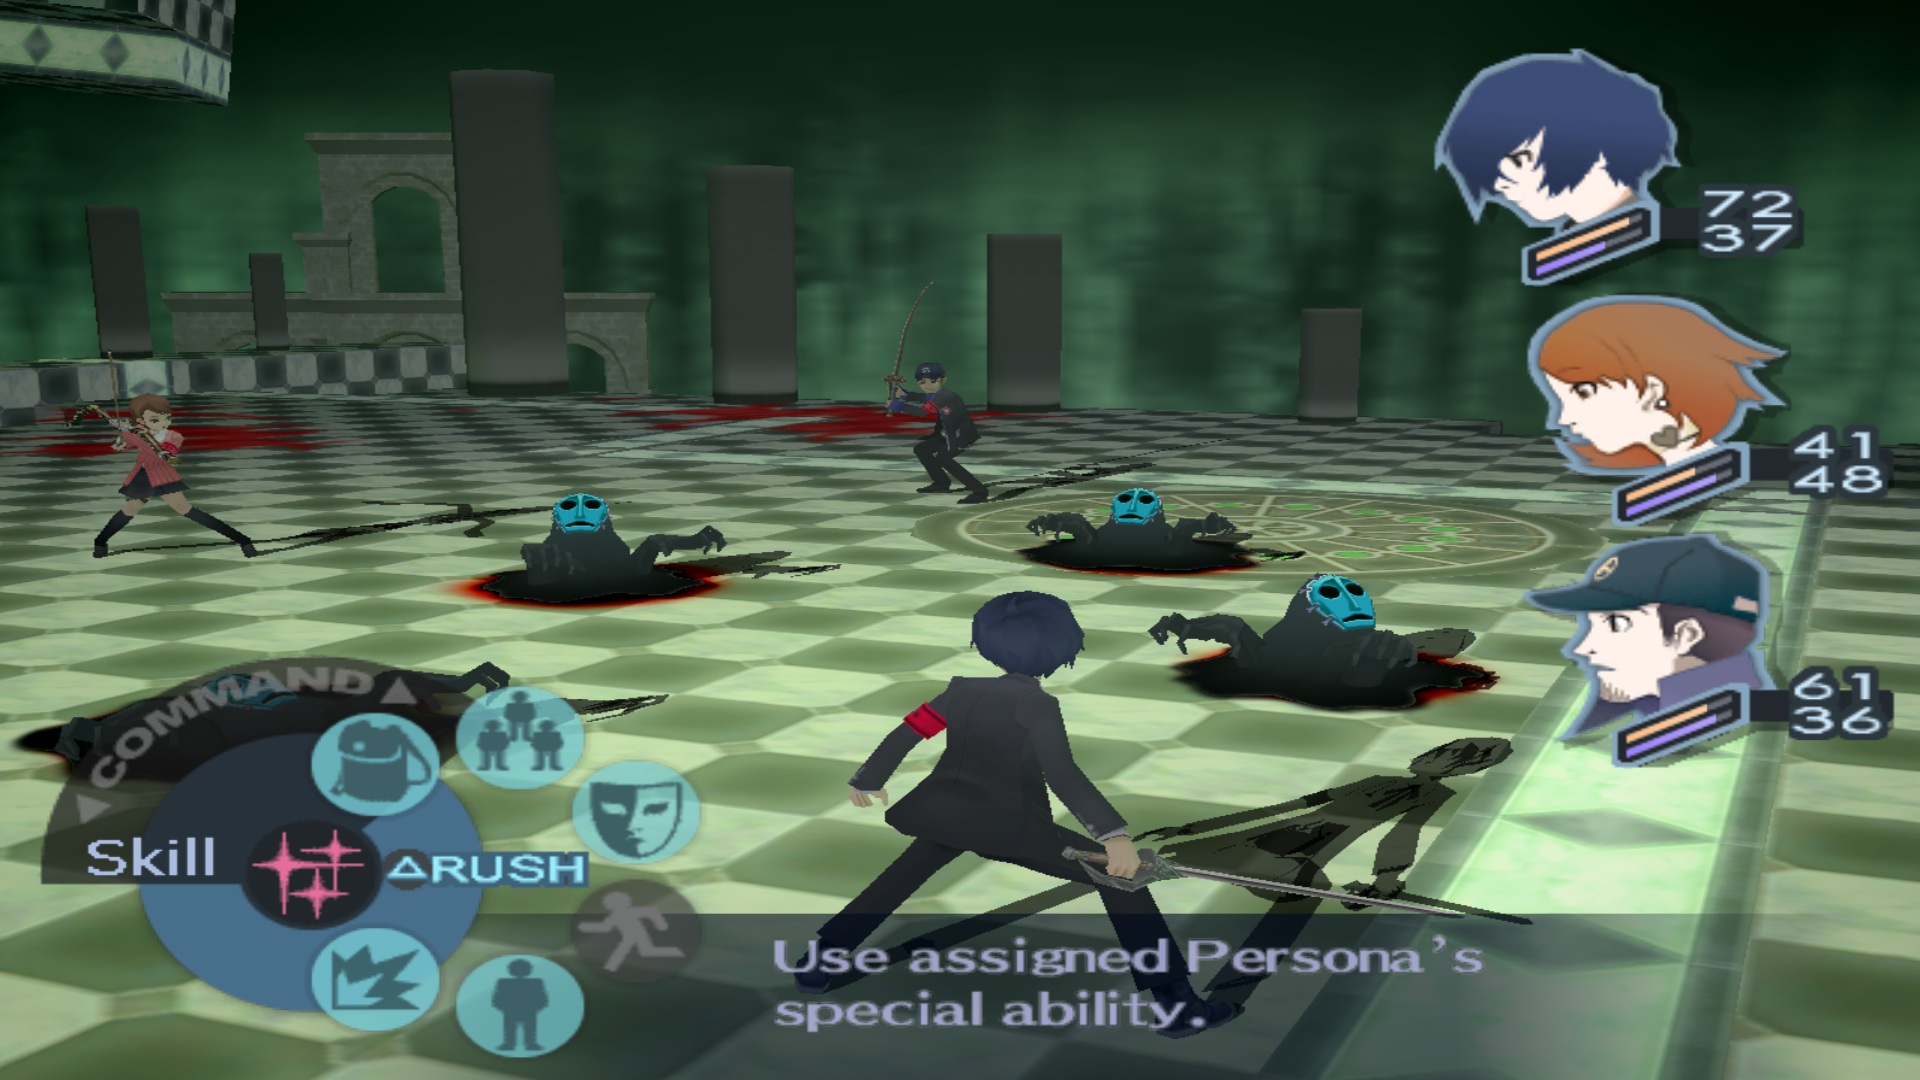 72
37
41
48
61
36
COMMAND
Skill
△RUSH
Use assigned Persona's
special ability.